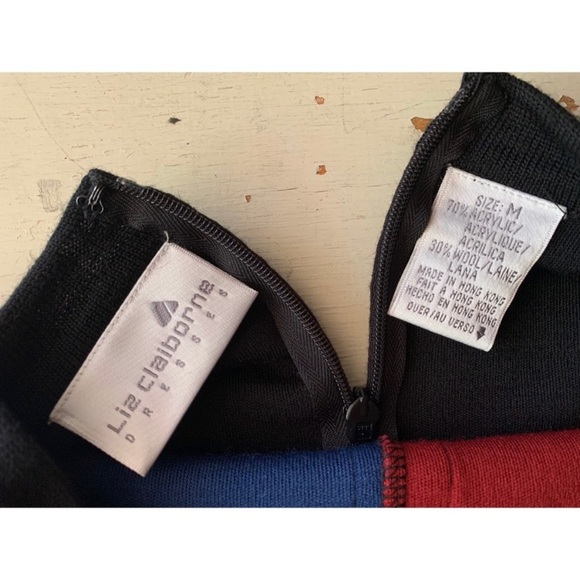 Liz claiborne
DRESSES
SIZE: M
70% ACRYLIC/
ACRYLIQUE/
ACRILICA
30% WOOL/LAINE/
LANA
MADE IN HONG KONG
FAIT A HONG KONG
HECHO EN HONG KONG
OVER/AU VERSO